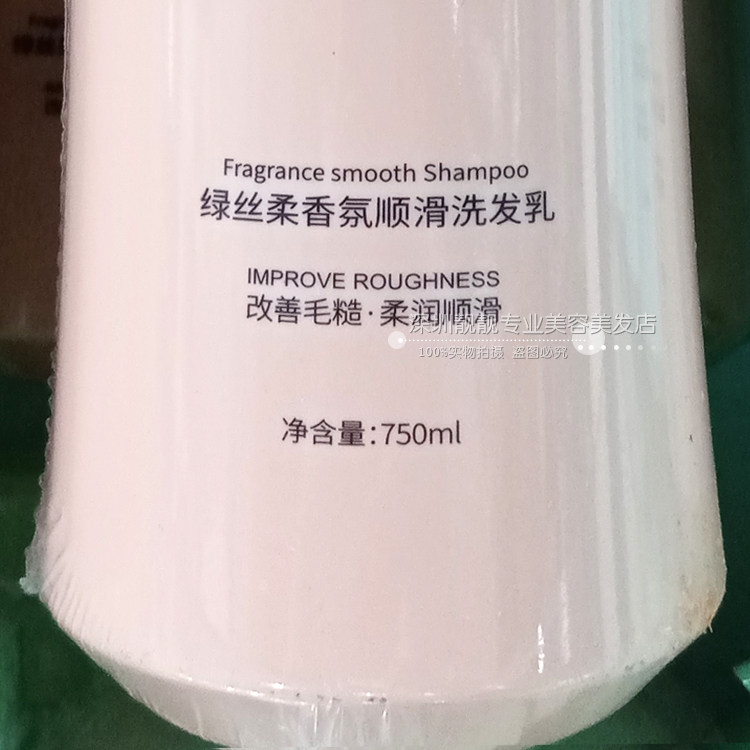 Fragrance smooth Shampoo
绿丝柔香氛顺滑洗发乳
IMPROVE ROUGHNESS
改善毛糙·柔润顺滑
深圳靓靓专业美容美发店
100%实物拍摄 盗图必究
净含量:750ml